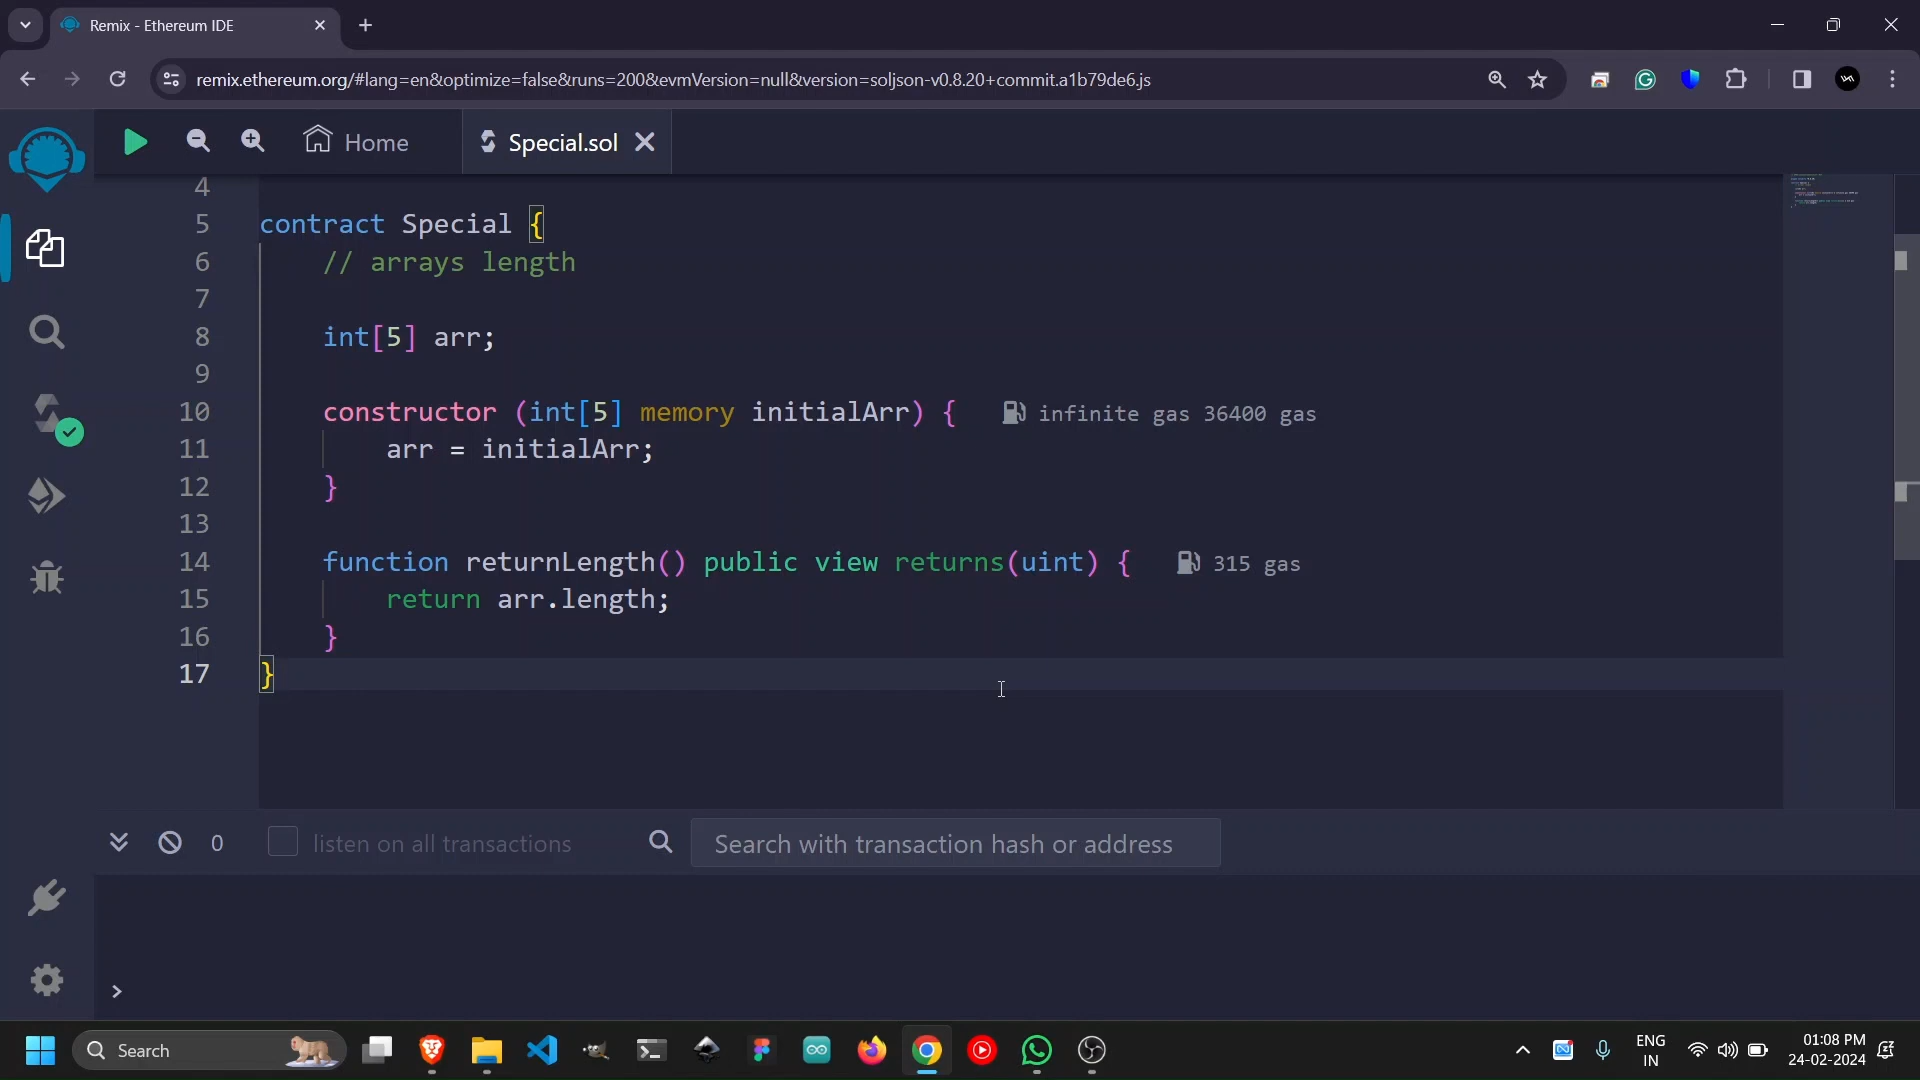 Remix - Ethereum IDE
remix.ethereum.org/#lang=en&optimize=false&runs=200&evmVersion=null&version=soljson-v0.8.20+commit.a1b79de6.js
Home
Special.sol
4
5 contract Special {
6 // arrays length
7
8 int[5] arr;
9
10 constructor (int[5] memory initialArr) { infinite gas 36400 gas
11 arr = initialArr;
12 }
13
14 function returnLength() public view returns(uint) { 315 gas
15 return arr.length;
16 }
17 }
0 listen on all transactions Search with transaction hash or address
>
Search
ENG
IN
01:08 PM
24-02-2024